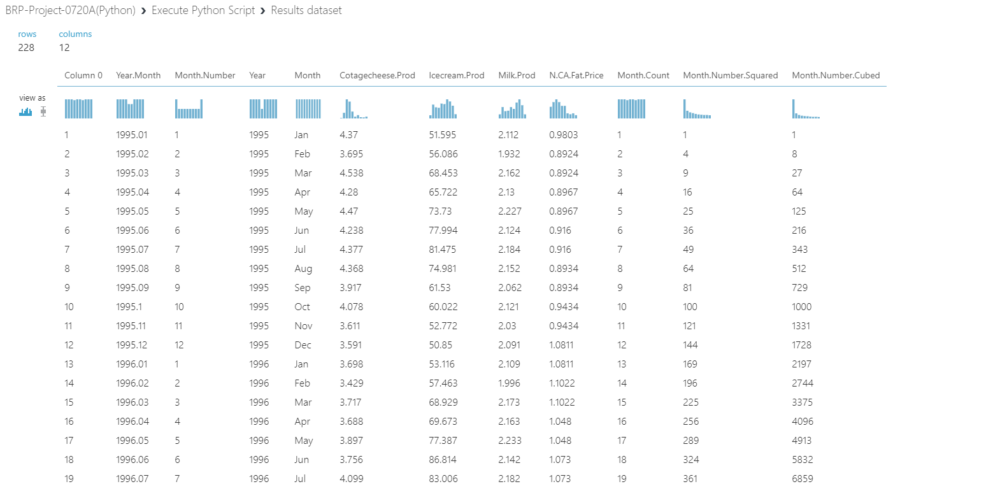 BRP-Project-0720A(Python) ❯ Execute Python Script ❯ Results dataset
rows columns
228 12
Column 0 Year.Month Month.Number Year Month Cotagecheese.Prod Icecream.Prod Milk.Prod N.CA.Fat.Price Month.Count Month.Number.Squared Month.Number.Cubed
view as
1 1995.01 1 1995 Jan 4.37 51.595 2.112 0.9803 1 1 1
2 1995.02 2 1995 Feb 3.695 56.086 1.932 0.8924 2 4 8
3 1995.03 3 1995 Mar 4.538 68.453 2.162 0.8924 3 9 27
4 1995.04 4 1995 Apr 4.28 65.722 2.13 0.8967 4 16 64
5 1995.05 5 1995 May 4.47 73.73 2.227 0.8967 5 25 125
6 1995.06 6 1995 Jun 4.238 77.994 2.124 0.916 6 36 216
7 1995.07 7 1995 Jul 4.377 81.475 2.184 0.916 7 49 343
8 1995.08 8 1995 Aug 4.368 74.981 2.152 0.8934 8 64 512
9 1995.09 9 1995 Sep 3.917 61.53 2.062 0.8934 9 81 729
10 1995.1 10 1995 Oct 4.078 60.022 2.121 0.9434 10 100 1000
11 1995.11 11 1995 Nov 3.611 52.772 2.03 0.9434 11 121 1331
12 1995.12 12 1995 Dec 3.591 50.85 2.091 1.0811 12 144 1728
13 1996.01 1 1996 Jan 3.698 53.116 2.109 1.0811 13 169 2197
14 1996.02 2 1996 Feb 3.429 57.463 1.996 1.1022 14 196 2744
15 1996.03 3 1996 Mar 3.717 68.929 2.173 1.1022 15 225 3375
16 1996.04 4 1996 Apr 3.688 69.673 2.163 1.048 16 256 4096
17 1996.05 5 1996 May 3.897 77.387 2.233 1.048 17 289 4913
18 1996.06 6 1996 Jun 3.756 86.814 2.142 1.073 18 324 5832
19 1996.07 7 1996 Jul 4.099 83.006 2.182 1.073 19 361 6859